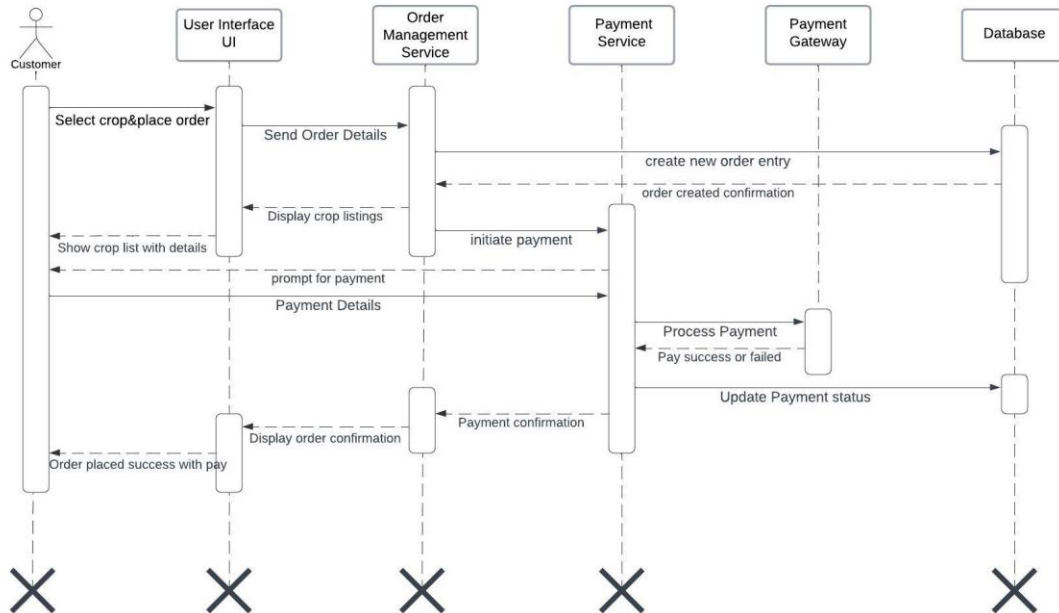 User Interface
UI
Order
Management
Service
Payment
Service
Payment
Gateway
Database
Customer
Select crop&place order
Send Order Details
create new order entry
order created confirmation
Display crop listings
initiate payment
Show crop list with details
prompt for payment
Payment Details
Process Payment
Pay success or failed
Update Payment status
Payment confirmation
Display order confirmation
Order placed success with pay